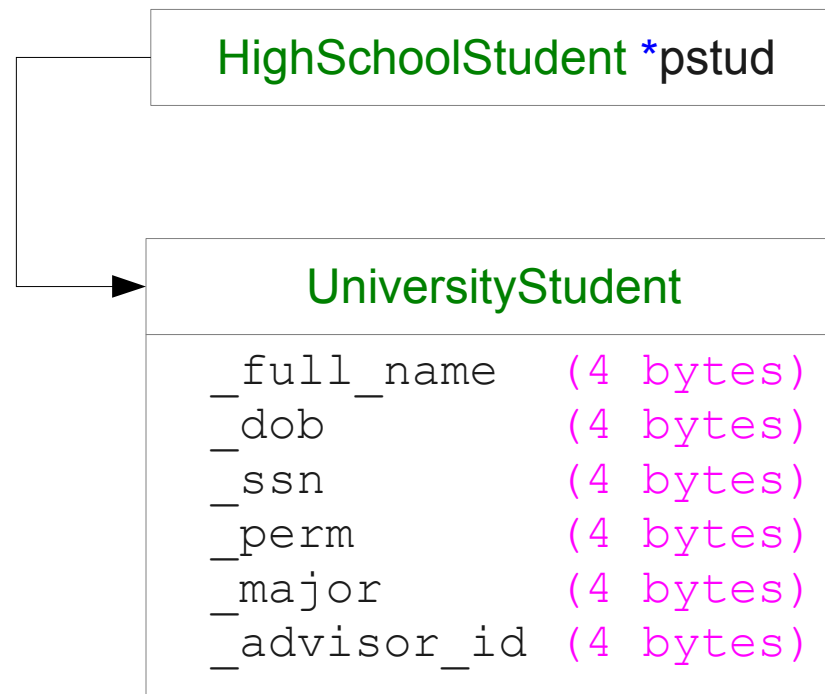 HighSchoolStudent *pstud
UniversityStudent
_full_name (4 bytes)
_dob (4 bytes)
_ssn (4 bytes)
_perm (4 bytes)
_major (4 bytes)
_advisor_id (4 bytes)